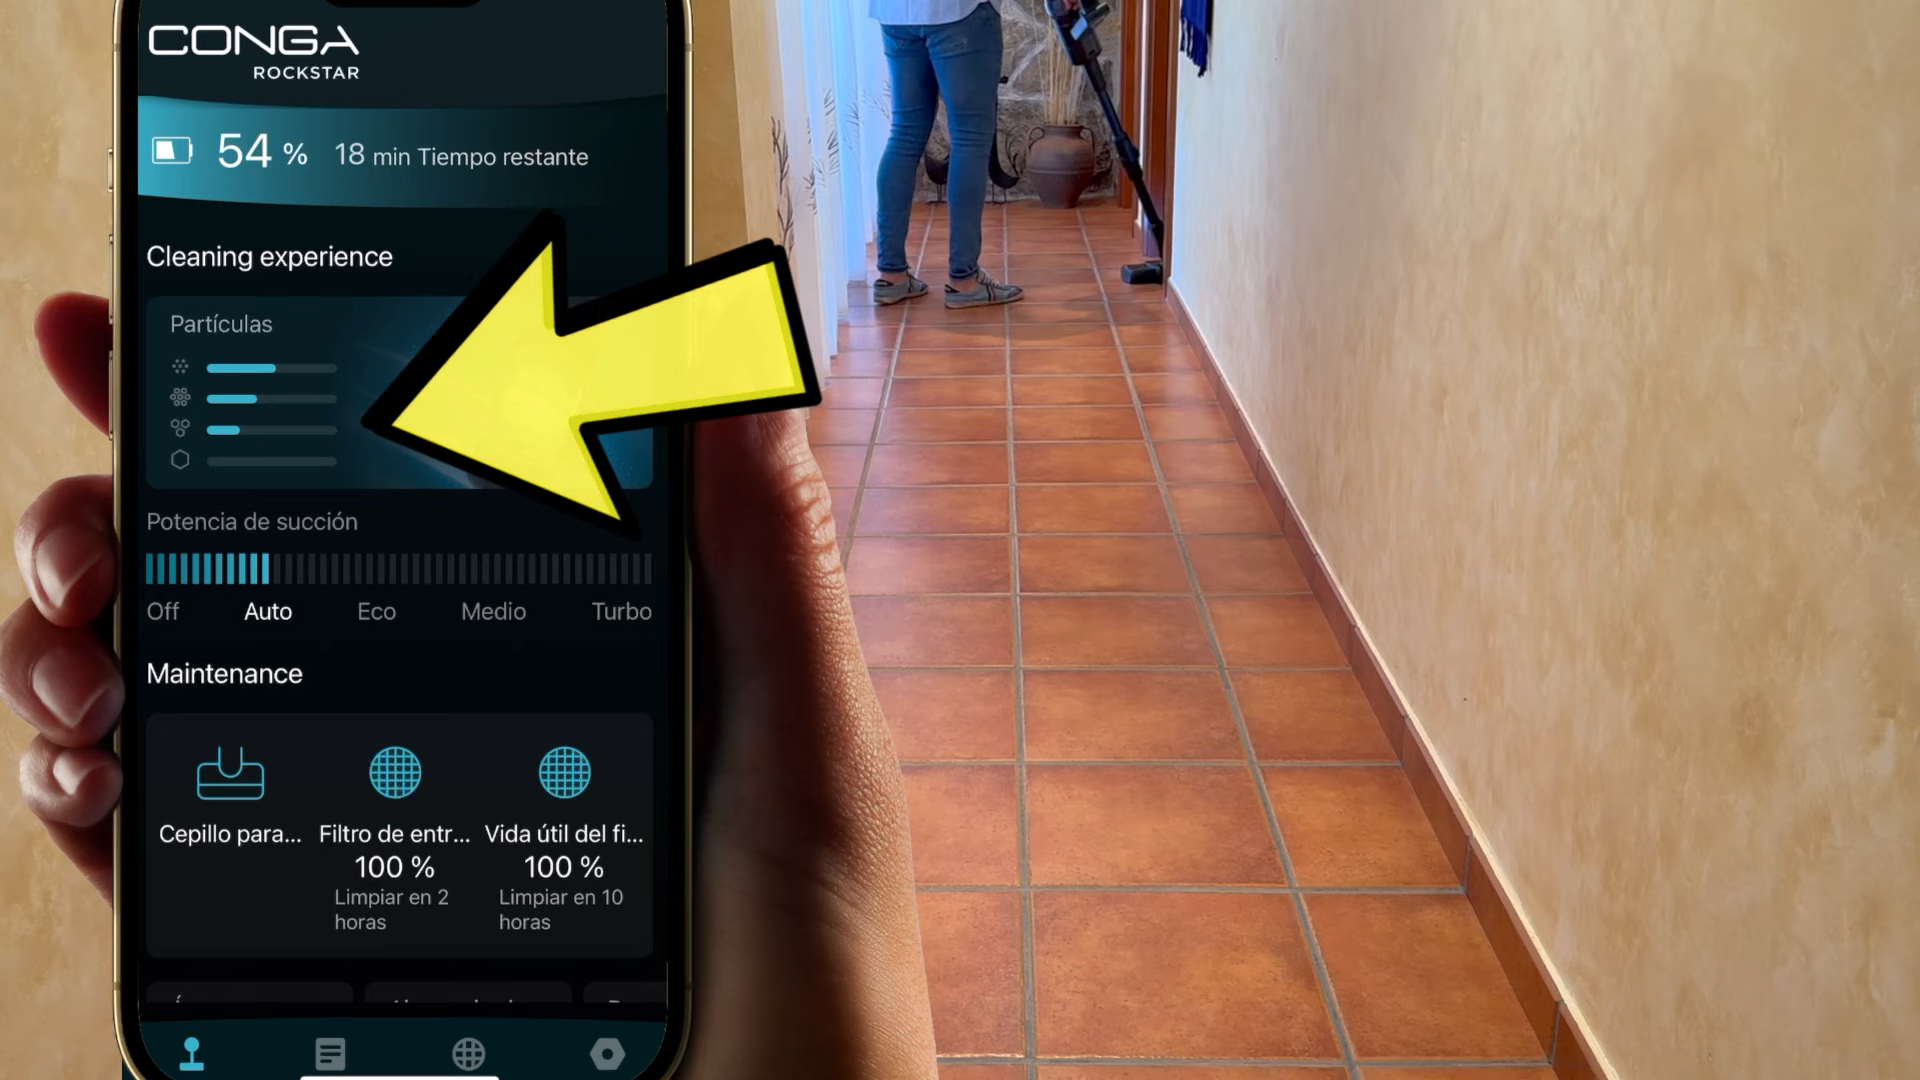 CONGA
ROCKSTAR
54 % 18 min Tiempo restante
Cleaning experience
Partículas
Potencia de succión
Off Auto Eco Medio Turbo
Maintenance
Cepillo para... Filtro de entr... Vida útil del fi...
100 % 100 %
Limpiar en 2 Limpiar en 10
horas horas